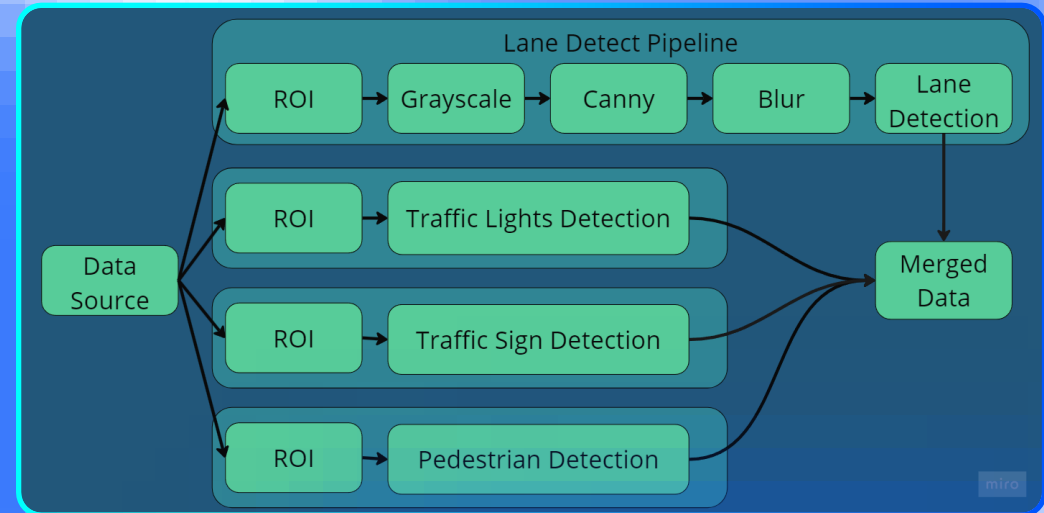 Lane Detect Pipeline
ROI
Grayscale
Canny
Blur
Lane
Detection
ROI
Traffic Lights Detection
Data
Source
Merged
Data
ROI
Traffic Sign Detection
ROI
Pedestrian Detection
miro